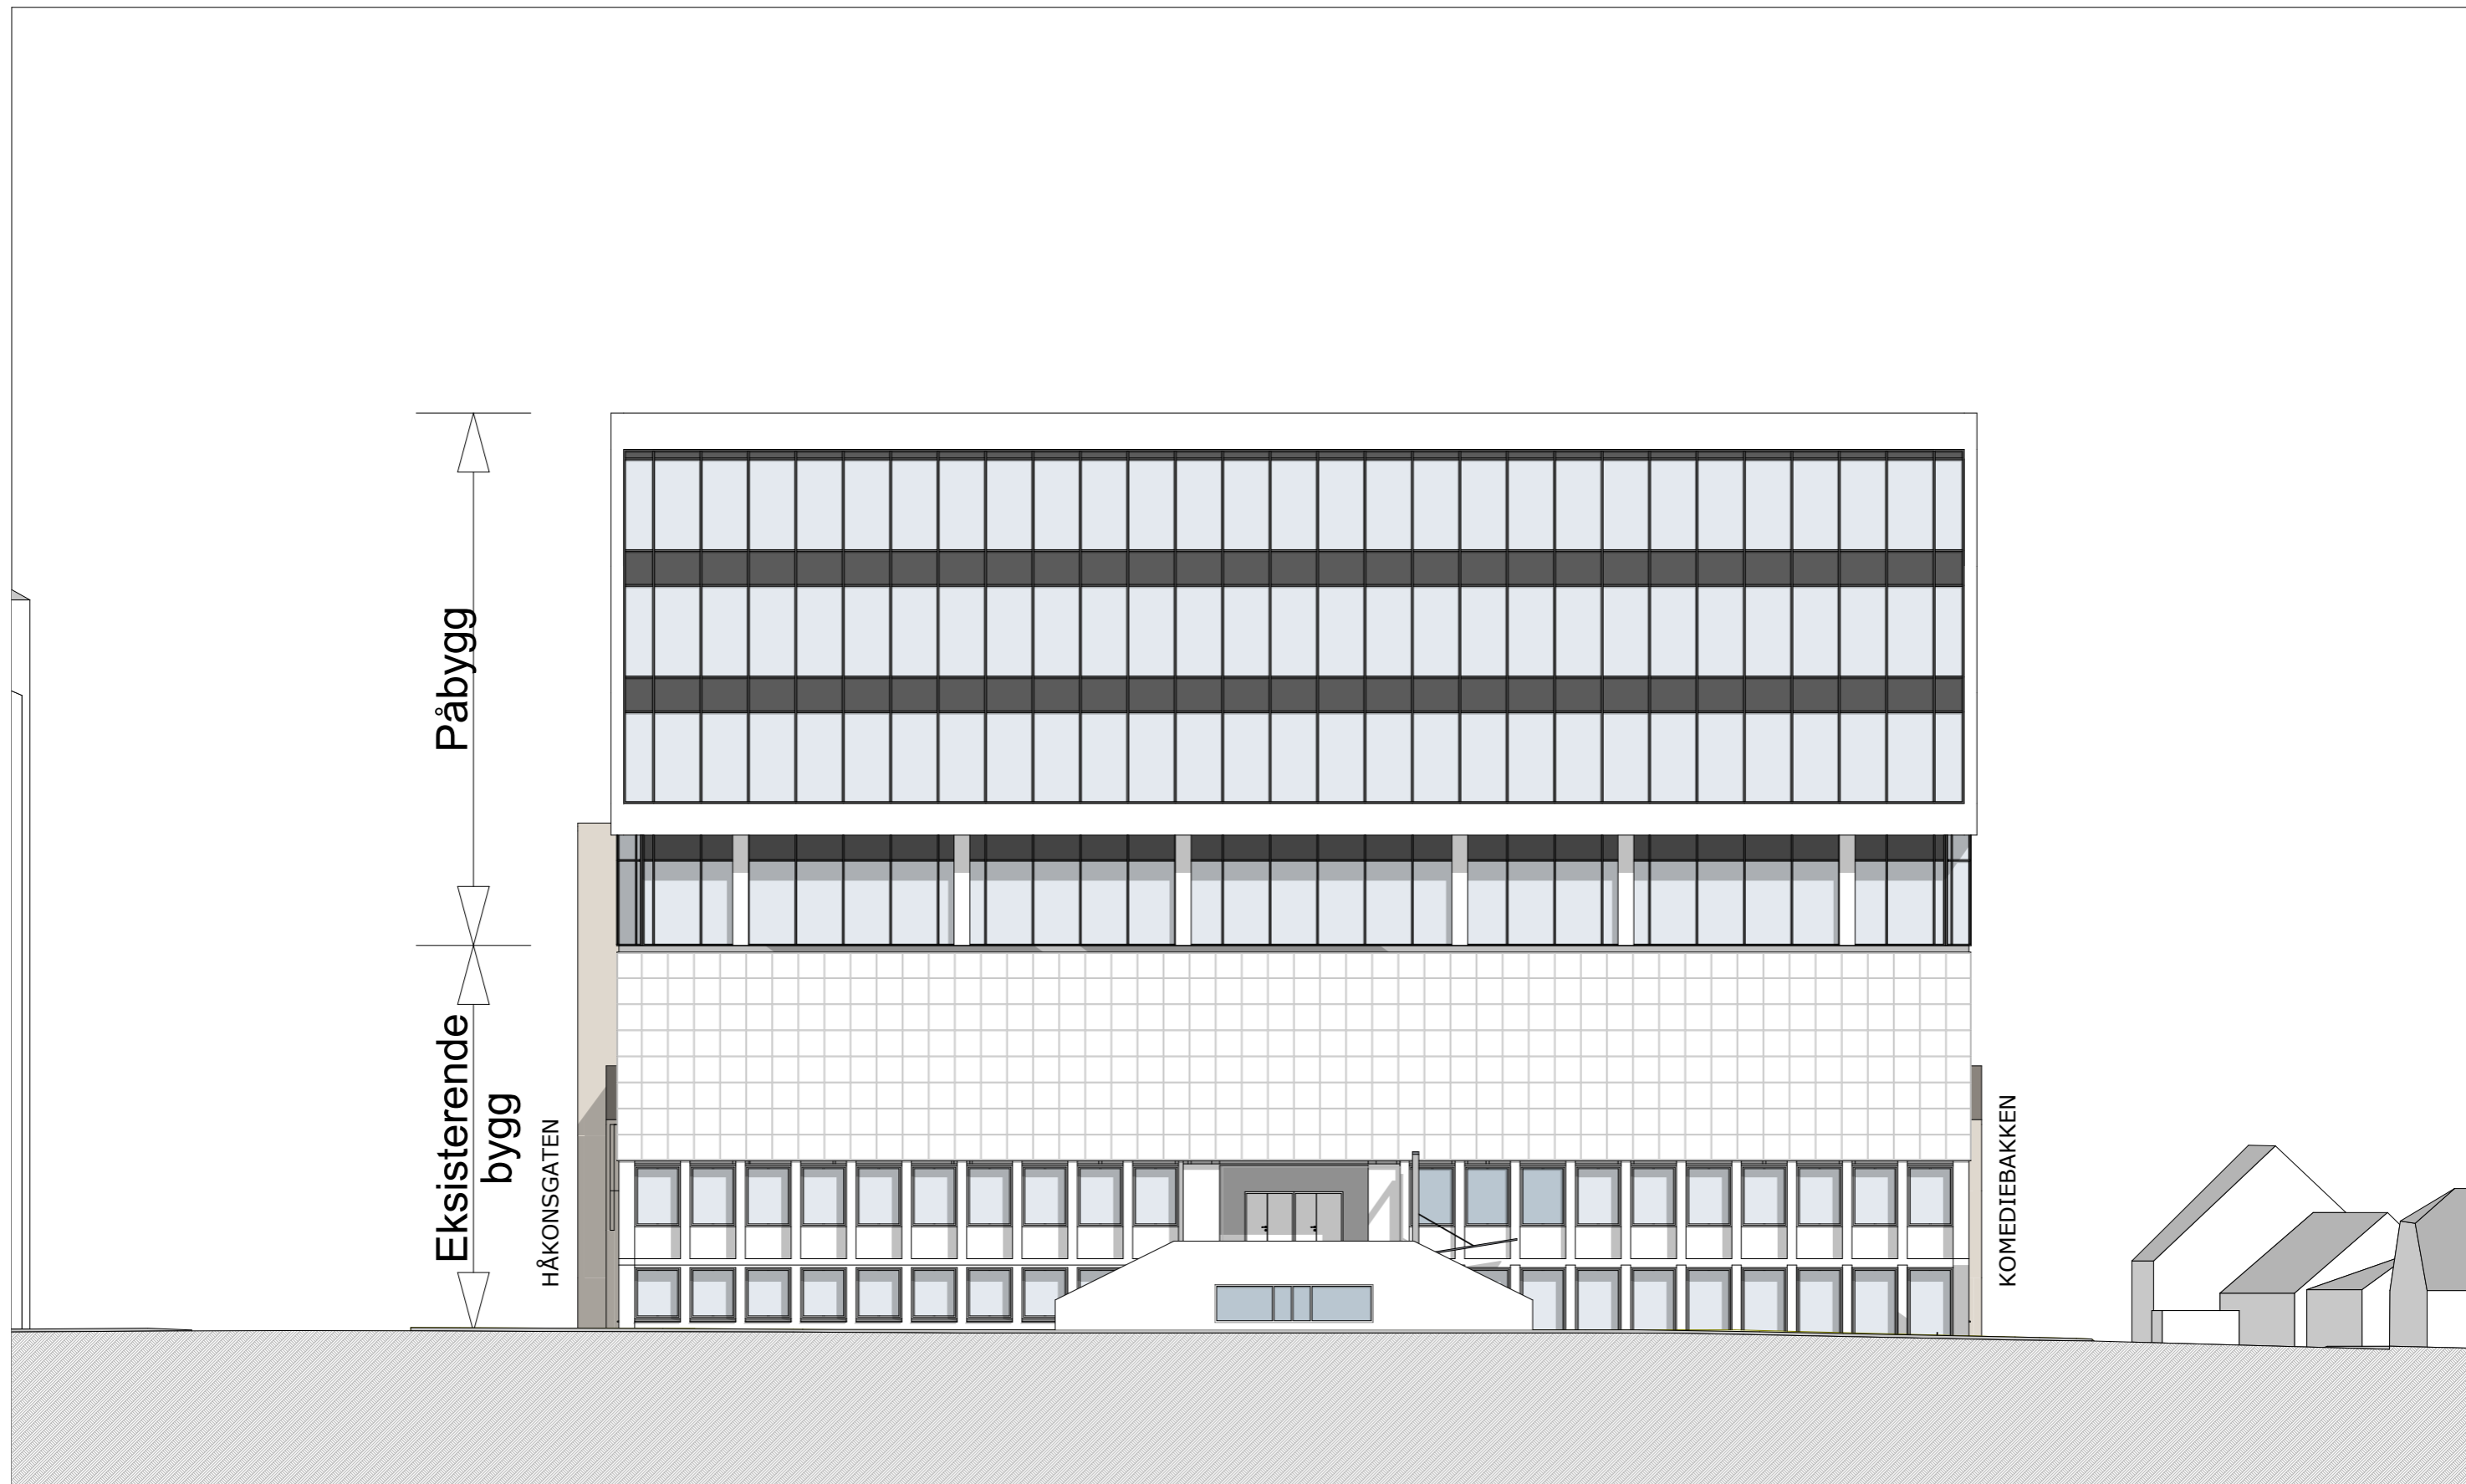 Påbygg
Eksisterende
bygg
HÅKONSGATEN
KOMEDIEBAKKEN